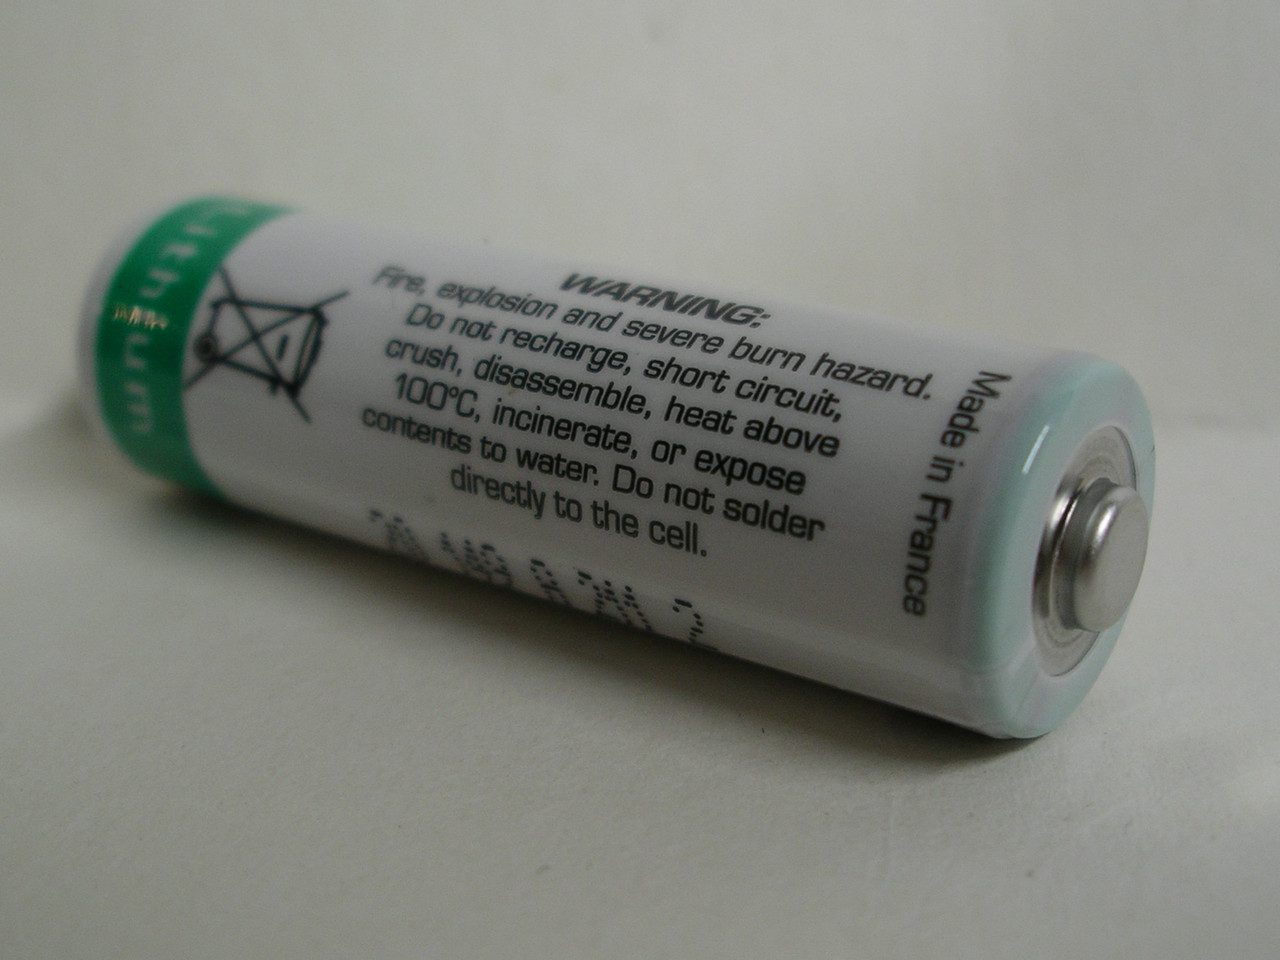 Lithium
WARNING:
Fire, explosion and severe burn hazard.
Do not recharge, short circuit,
crush, disassemble, heat above
100°C, incinerate, or expose
contents to water. Do not solder
directly to the cell.
Made in France